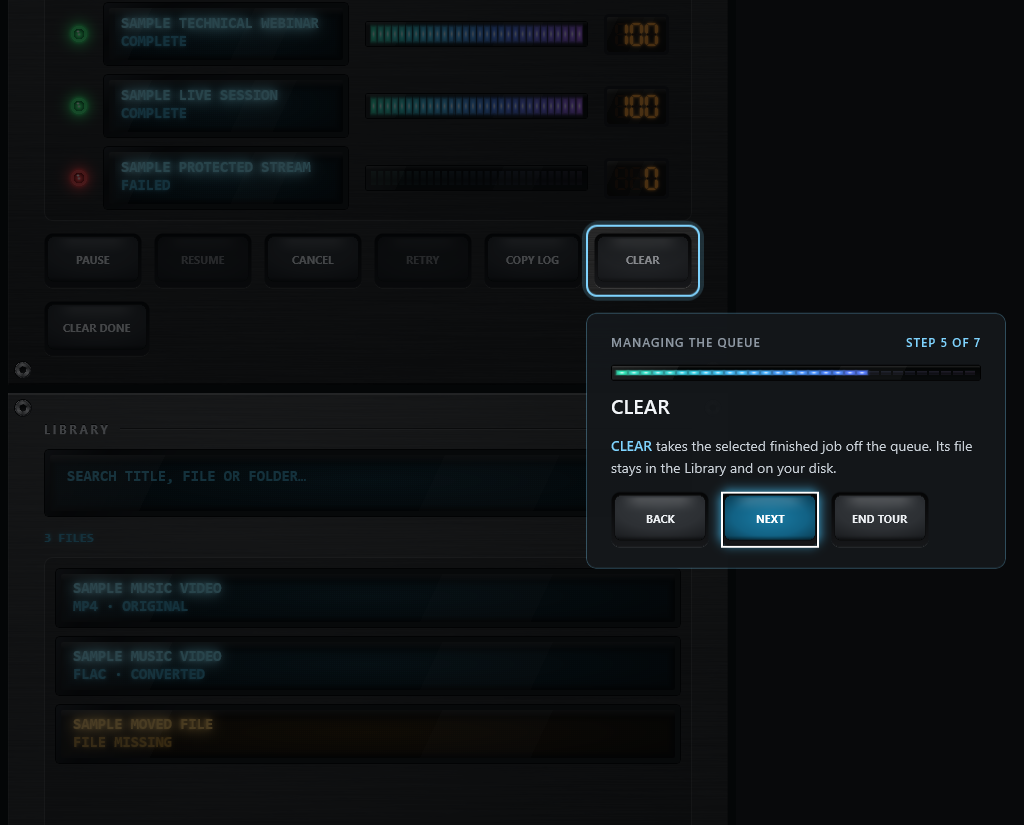 SAMPLE TECHNICAL WEBINAR
COMPLETE
100
SAMPLE LIVE SESSION
COMPLETE
100
SAMPLE PROTECTED STREAM
FAILED
0
PAUSE
RESUME
CANCEL
RETRY
COPY LOG
CLEAR
CLEAR DONE
MANAGING THE QUEUE
STEP 5 OF 7
CLEAR
CLEAR takes the selected finished job off the queue. Its file
stays in the Library and on your disk.
BACK
NEXT
END TOUR
LIBRARY
SEARCH TITLE, FILE OR FOLDER…
3 FILES
SAMPLE MUSIC VIDEO
MP4 · ORIGINAL
SAMPLE MUSIC VIDEO
FLAC · CONVERTED
SAMPLE MOVED FILE
FILE MISSING